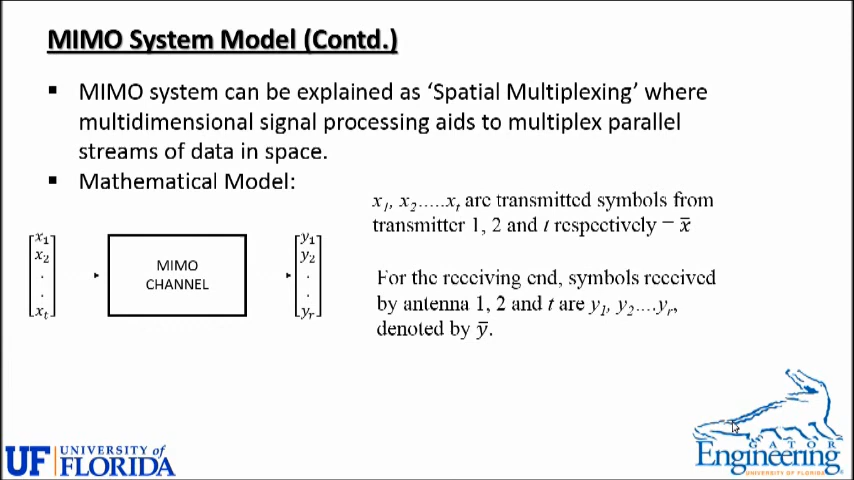 MIMO System Model (Contd.)
▪ MIMO system can be explained as ‘Spatial Multiplexing’ where
multidimensional signal processing aids to multiplex parallel
streams of data in space.
▪ Mathematical Model:
x₁, x₂.....xₜ are transmitted symbols from
transmitter 1, 2 and t respectively – x̅
x₁
x₂
.
.
xₜ
MIMO
CHANNEL
y₁
y₂
.
.
yᵣ
For the receiving end, symbols received
by antenna 1, 2 and t are y₁, y₂....yᵣ,
denoted by y̅.
UF UNIVERSITY of
FLORIDA
GATOR
Engineering
UNIVERSITY OF FLORIDA